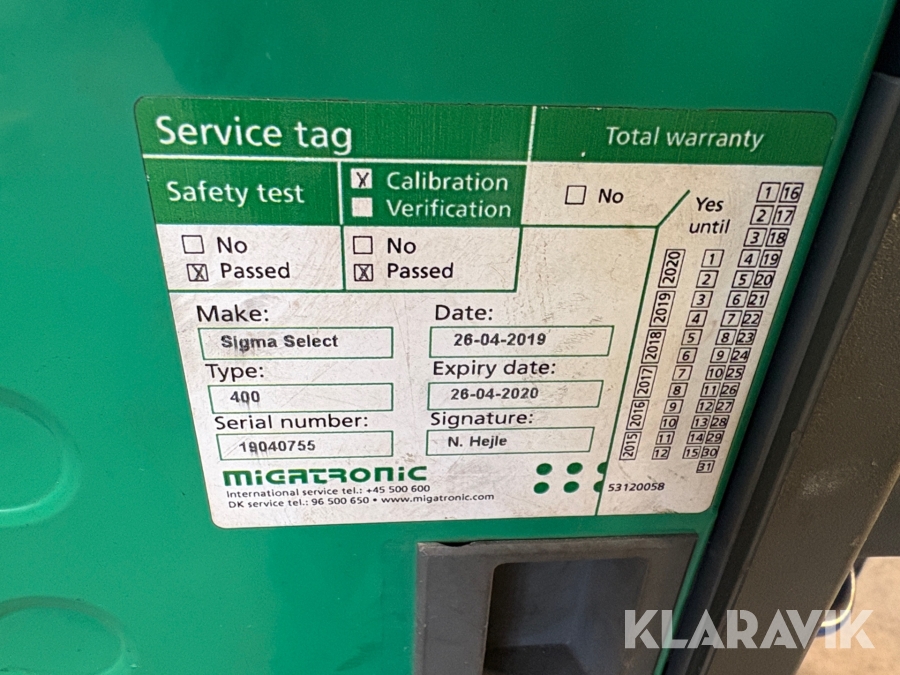 Service tag
Total warranty
Safety test
X Calibration
Verification
No
Yes
until
No
X Passed
No
X Passed
Make:
Sigma Select
Date:
26-04-2019
Type:
400
Expiry date:
26-04-2020
Serial number:
19040755
Signature:
N. Hejle
MIGATRONIC
International service tel.: +45 500 600
DK service tel.: 96 500 650 • www.migatronic.com
53120058
2015 2016 2017 2018 2019 2020
1 2 3 4 5 6 7 8 9 10 11 12
1 2 3 4 5 6 7 8 9 10 11 12 13 14 15
16 17 18 19 20 21 22 23 24 25 26 27 28 29 30 31
KLARAVIK